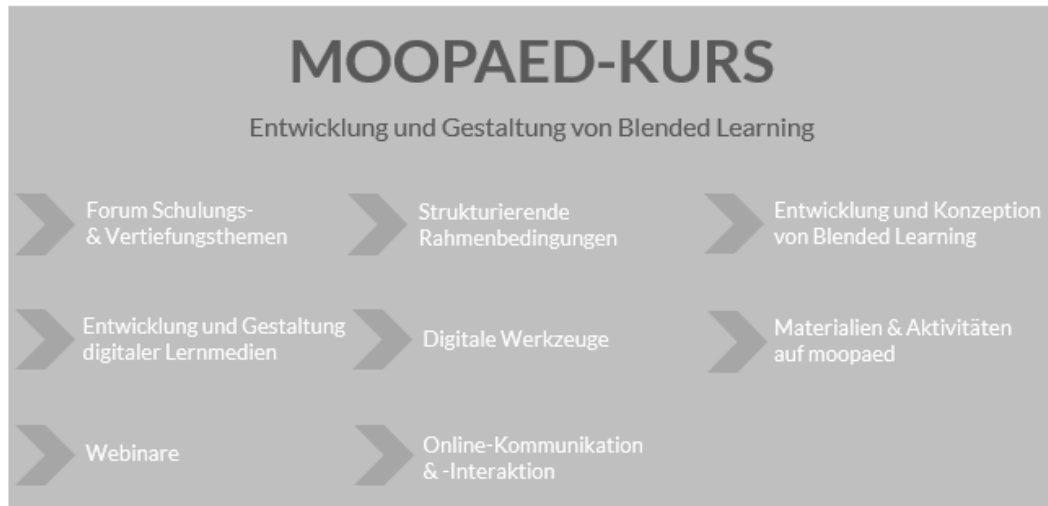 MOOPAED-KURS
Entwicklung und Gestaltung von Blended Learning
Forum Schulungs-
& Vertiefungsthemen
Strukturierende
Rahmenbedingungen
Entwicklung und Konzeption
von Blended Learning
Entwicklung und Gestaltung
digitaler Lernmedien
Digitale Werkzeuge
Materialien & Aktivitäten
auf moopaed
Webinare
Online-Kommunikation
& -Interaktion